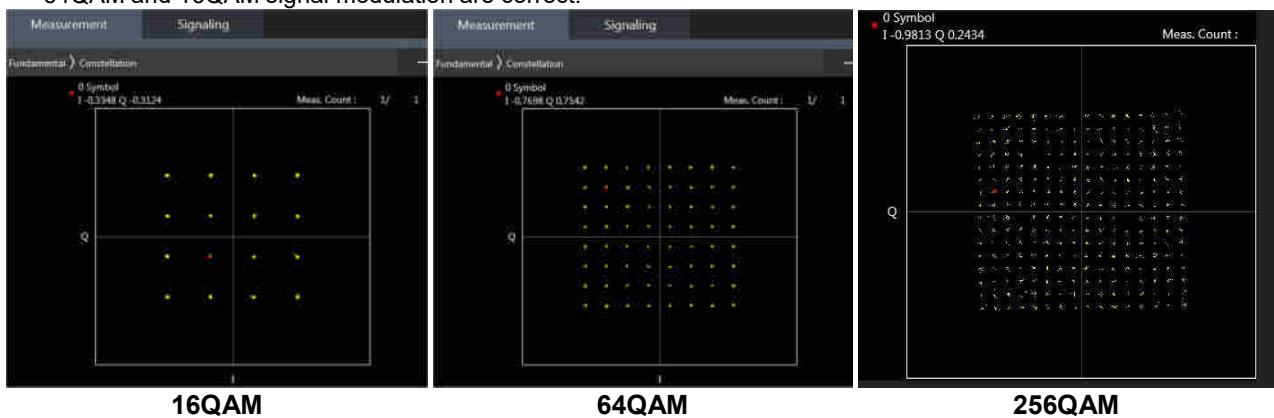 64QAM and 16QAM signal modulation are correct.
Measurement Signaling
Fundamental 〉 Constellation
0 Symbol
I -0.3348 Q -0.3124 Meas. Count : 1/ 1
Q
I
16QAM
Measurement Signaling
Fundamental 〉 Constellation
0 Symbol
I -0.7698 Q 0.7542 Meas. Count : 1/ 1
Q
I
64QAM
0 Symbol
I -0.9813 Q 0.2434 Meas. Count :
Q
256QAM